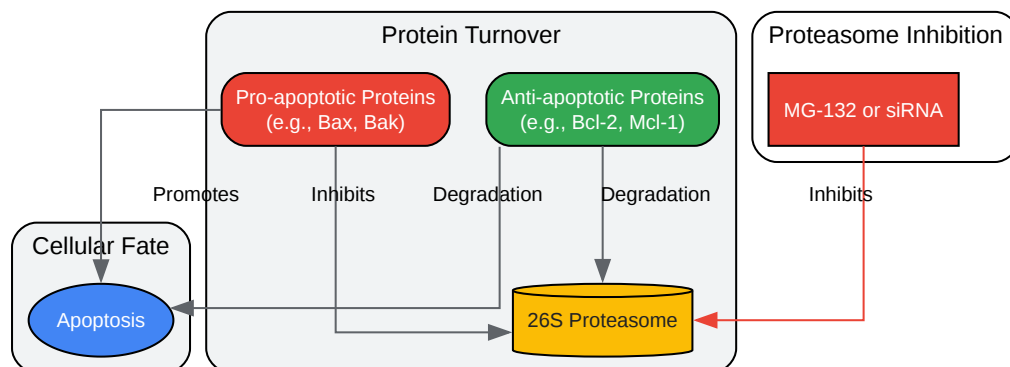 Protein Turnover
Proteasome Inhibition
Pro-apoptotic Proteins
(e.g., Bax, Bak)
Anti-apoptotic Proteins
(e.g., Bcl-2, Mcl-1)
MG-132 or siRNA
Promotes
Inhibits
Degradation
Degradation
Inhibits
Cellular Fate
Apoptosis
26S Proteasome